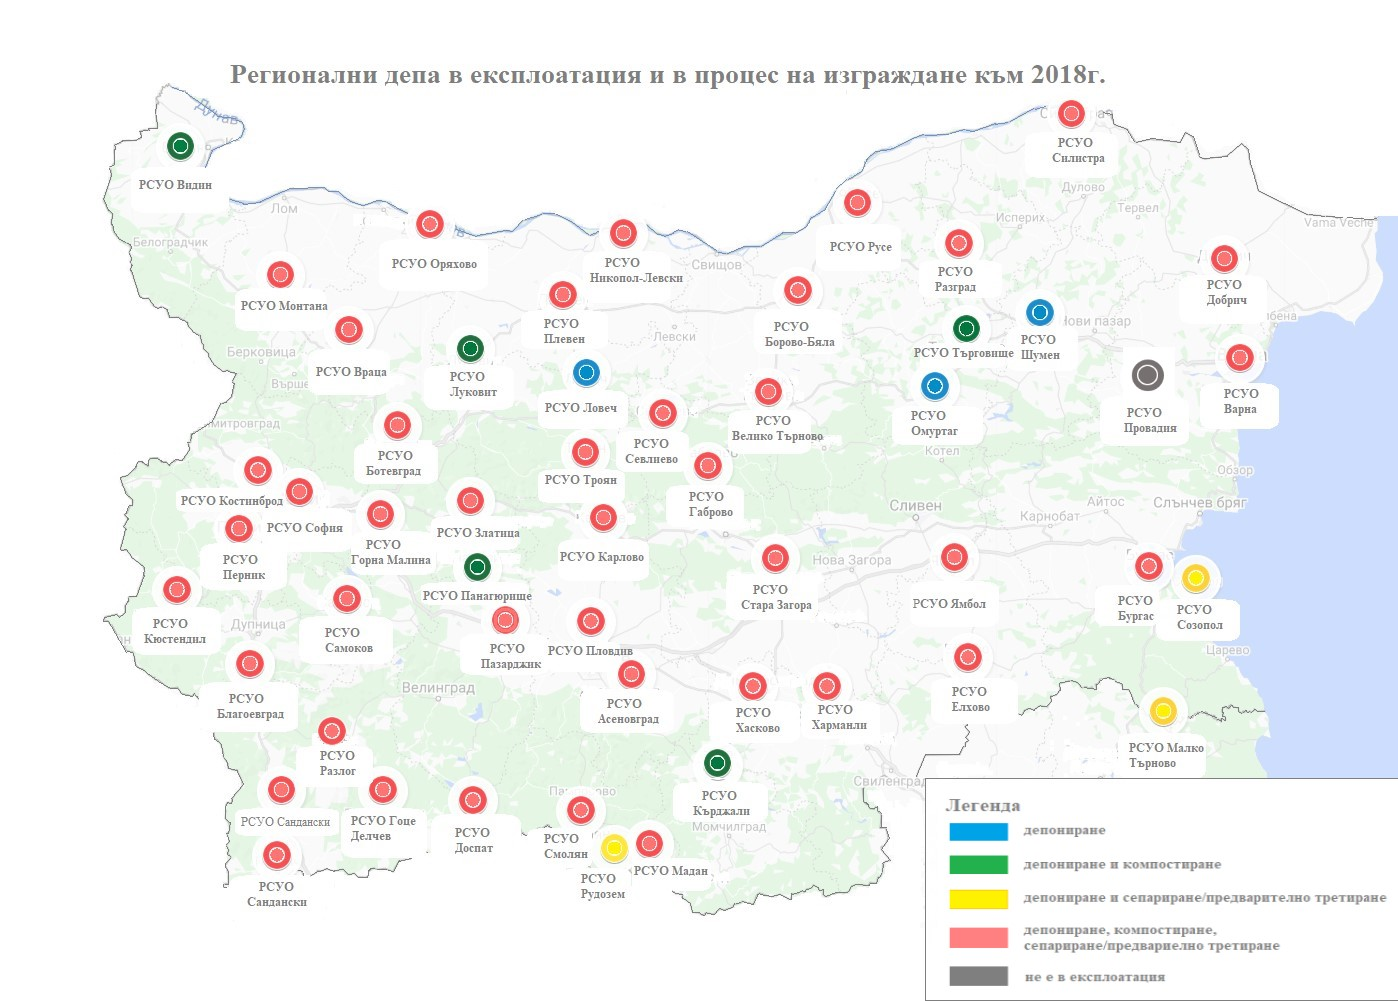 Регионални депа в експлоатация и в процес на изграждане към 2018г.
Дунав
РСУО
Силистра
РСУО Видин
Дулово
Лом
Тервел
Исперих
Vama Veche
РСУО Русе
Белоградчик
РСУО Оряхово
РСУО
Никопол-Левски
Свищов
РСУО
Разград
РСУО
Добрич
РСУО Монтана
РСУО
Плевен
РСУО
Борово-Бяла
Нови пазар
Левски
РСУО
Шумен
РСУО Търговище
Берковица
РСУО Враца
РСУО
Луковит
РСУО Ловеч
РСУО
Омуртаг
РСУО
Провадия
РСУО
Варна
РСУО
Велико Търново
РСУО
Севлиево
РСУО
Ботевград
Котел
Обзор
РСУО Троян
РСУО Костинброд
РСУО
Габрово
Сливен
Айтос
Слънчев бряг
Карнобат
РСУО София
РСУО Златица
РСУО
Горна Малина
РСУО Карлово
РСУО
Перник
Нова Загора
РСУО Панагюрище
РСУО
Стара Загора
РСУО Ямбол
РСУО
Бургас
РСУО
Созопол
РСУО
Кюстендил
Дупница
РСУО
Самоков
РСУО
Пазарджик
РСУО Пловдив
Царево
Велинград
РСУО
Благоевград
РСУО
Асеновград
РСУО
Хасково
РСУО
Харманли
РСУО
Елхово
РСУО Малко
Търново
РСУО
Разлог
Свиленград
РСУО
Кърджали
РСУО Сандански
РСУО Гоце
Делчев
РСУО
Доспат
РСУО
Смолян
Момчилград
РСУО Мадан
РСУО
Рудозем
РСУО
Сандански
Легенда
депониране
депониране и компостиране
депониране и сепариране/предварително третиране
депониране, компостиране,
сепариране/предвариелно третиране
не е в експлоатация